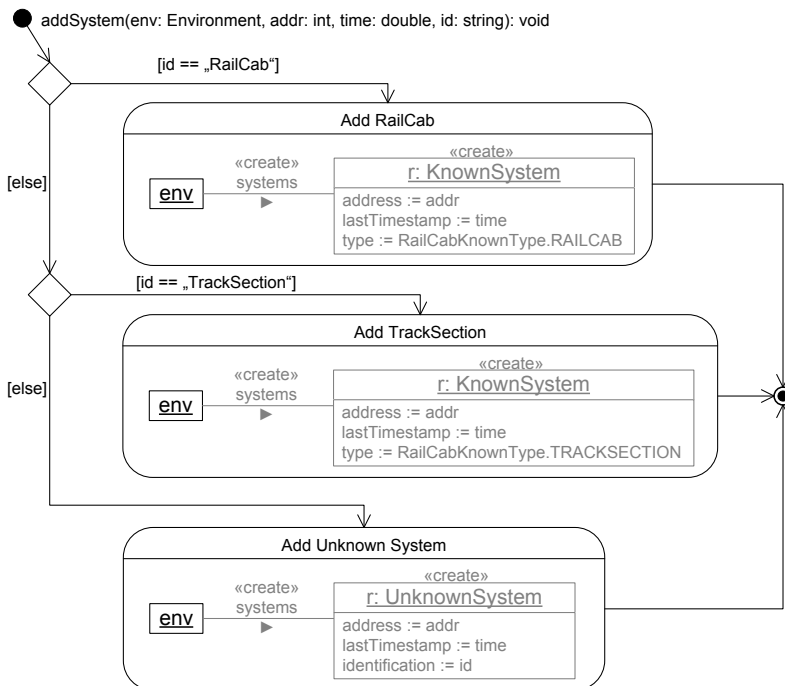 addSystem(env: Environment, addr: int, time: double, id: string): void
[id == „RailCab“]
Add RailCab
[else]
«create»
systems
►
env
«create»
r: KnownSystem
address := addr
lastTimestamp := time
type := RailCabKnownType.RAILCAB
[id == „TrackSection“]
Add TrackSection
[else]
«create»
systems
►
env
«create»
r: KnownSystem
address := addr
lastTimestamp := time
type := RailCabKnownType.TRACKSECTION
Add Unknown System
«create»
systems
►
env
«create»
r: UnknownSystem
address := addr
lastTimestamp := time
identification := id